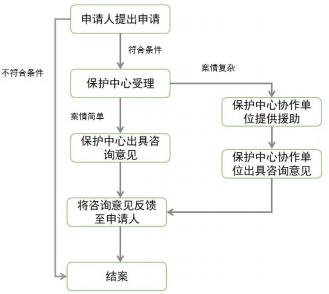 申请人提出申请
不符合条件
符合条件
保护中心受理
案情复杂
案情简单
保护中心协作单
位提供援助
保护中心出具咨
询意见
保护中心协作单
位出具咨询意见
将咨询意见反馈
至申请人
结案